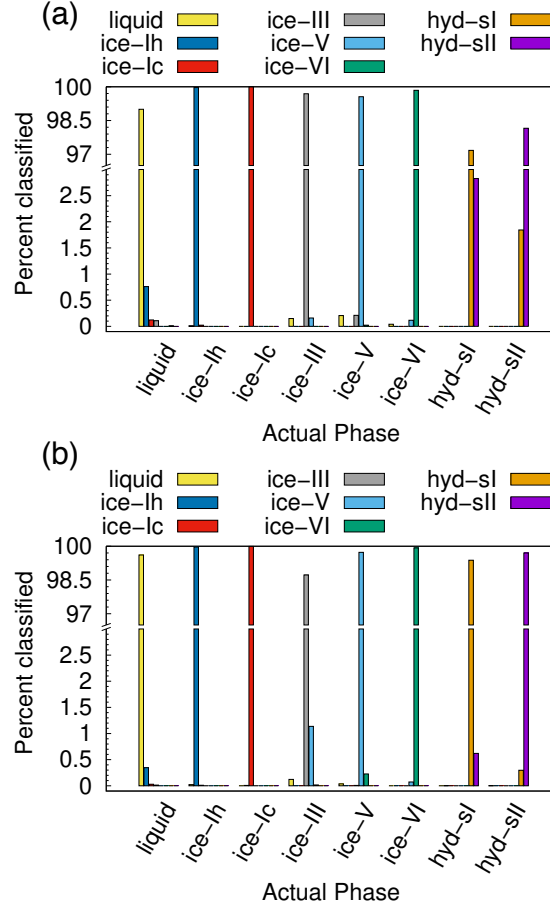 (a)
liquid ice−III hyd−sI
ice−Ih ice−V hyd−sII
ice−Ic ice−VI
100
98.5
97
2.5
2
1.5
1
0.5
0
Percent classified
liquid ice−Ih ice−Ic ice−III ice−V ice−VI hyd−sI hyd−sII
Actual Phase
(b)
liquid ice−III hyd−sI
ice−Ih ice−V hyd−sII
ice−Ic ice−VI
100
98.5
97
2.5
2
1.5
1
0.5
0
Percent classified
liquid ice−Ih ice−Ic ice−III ice−V ice−VI hyd−sI hyd−sII
Actual Phase